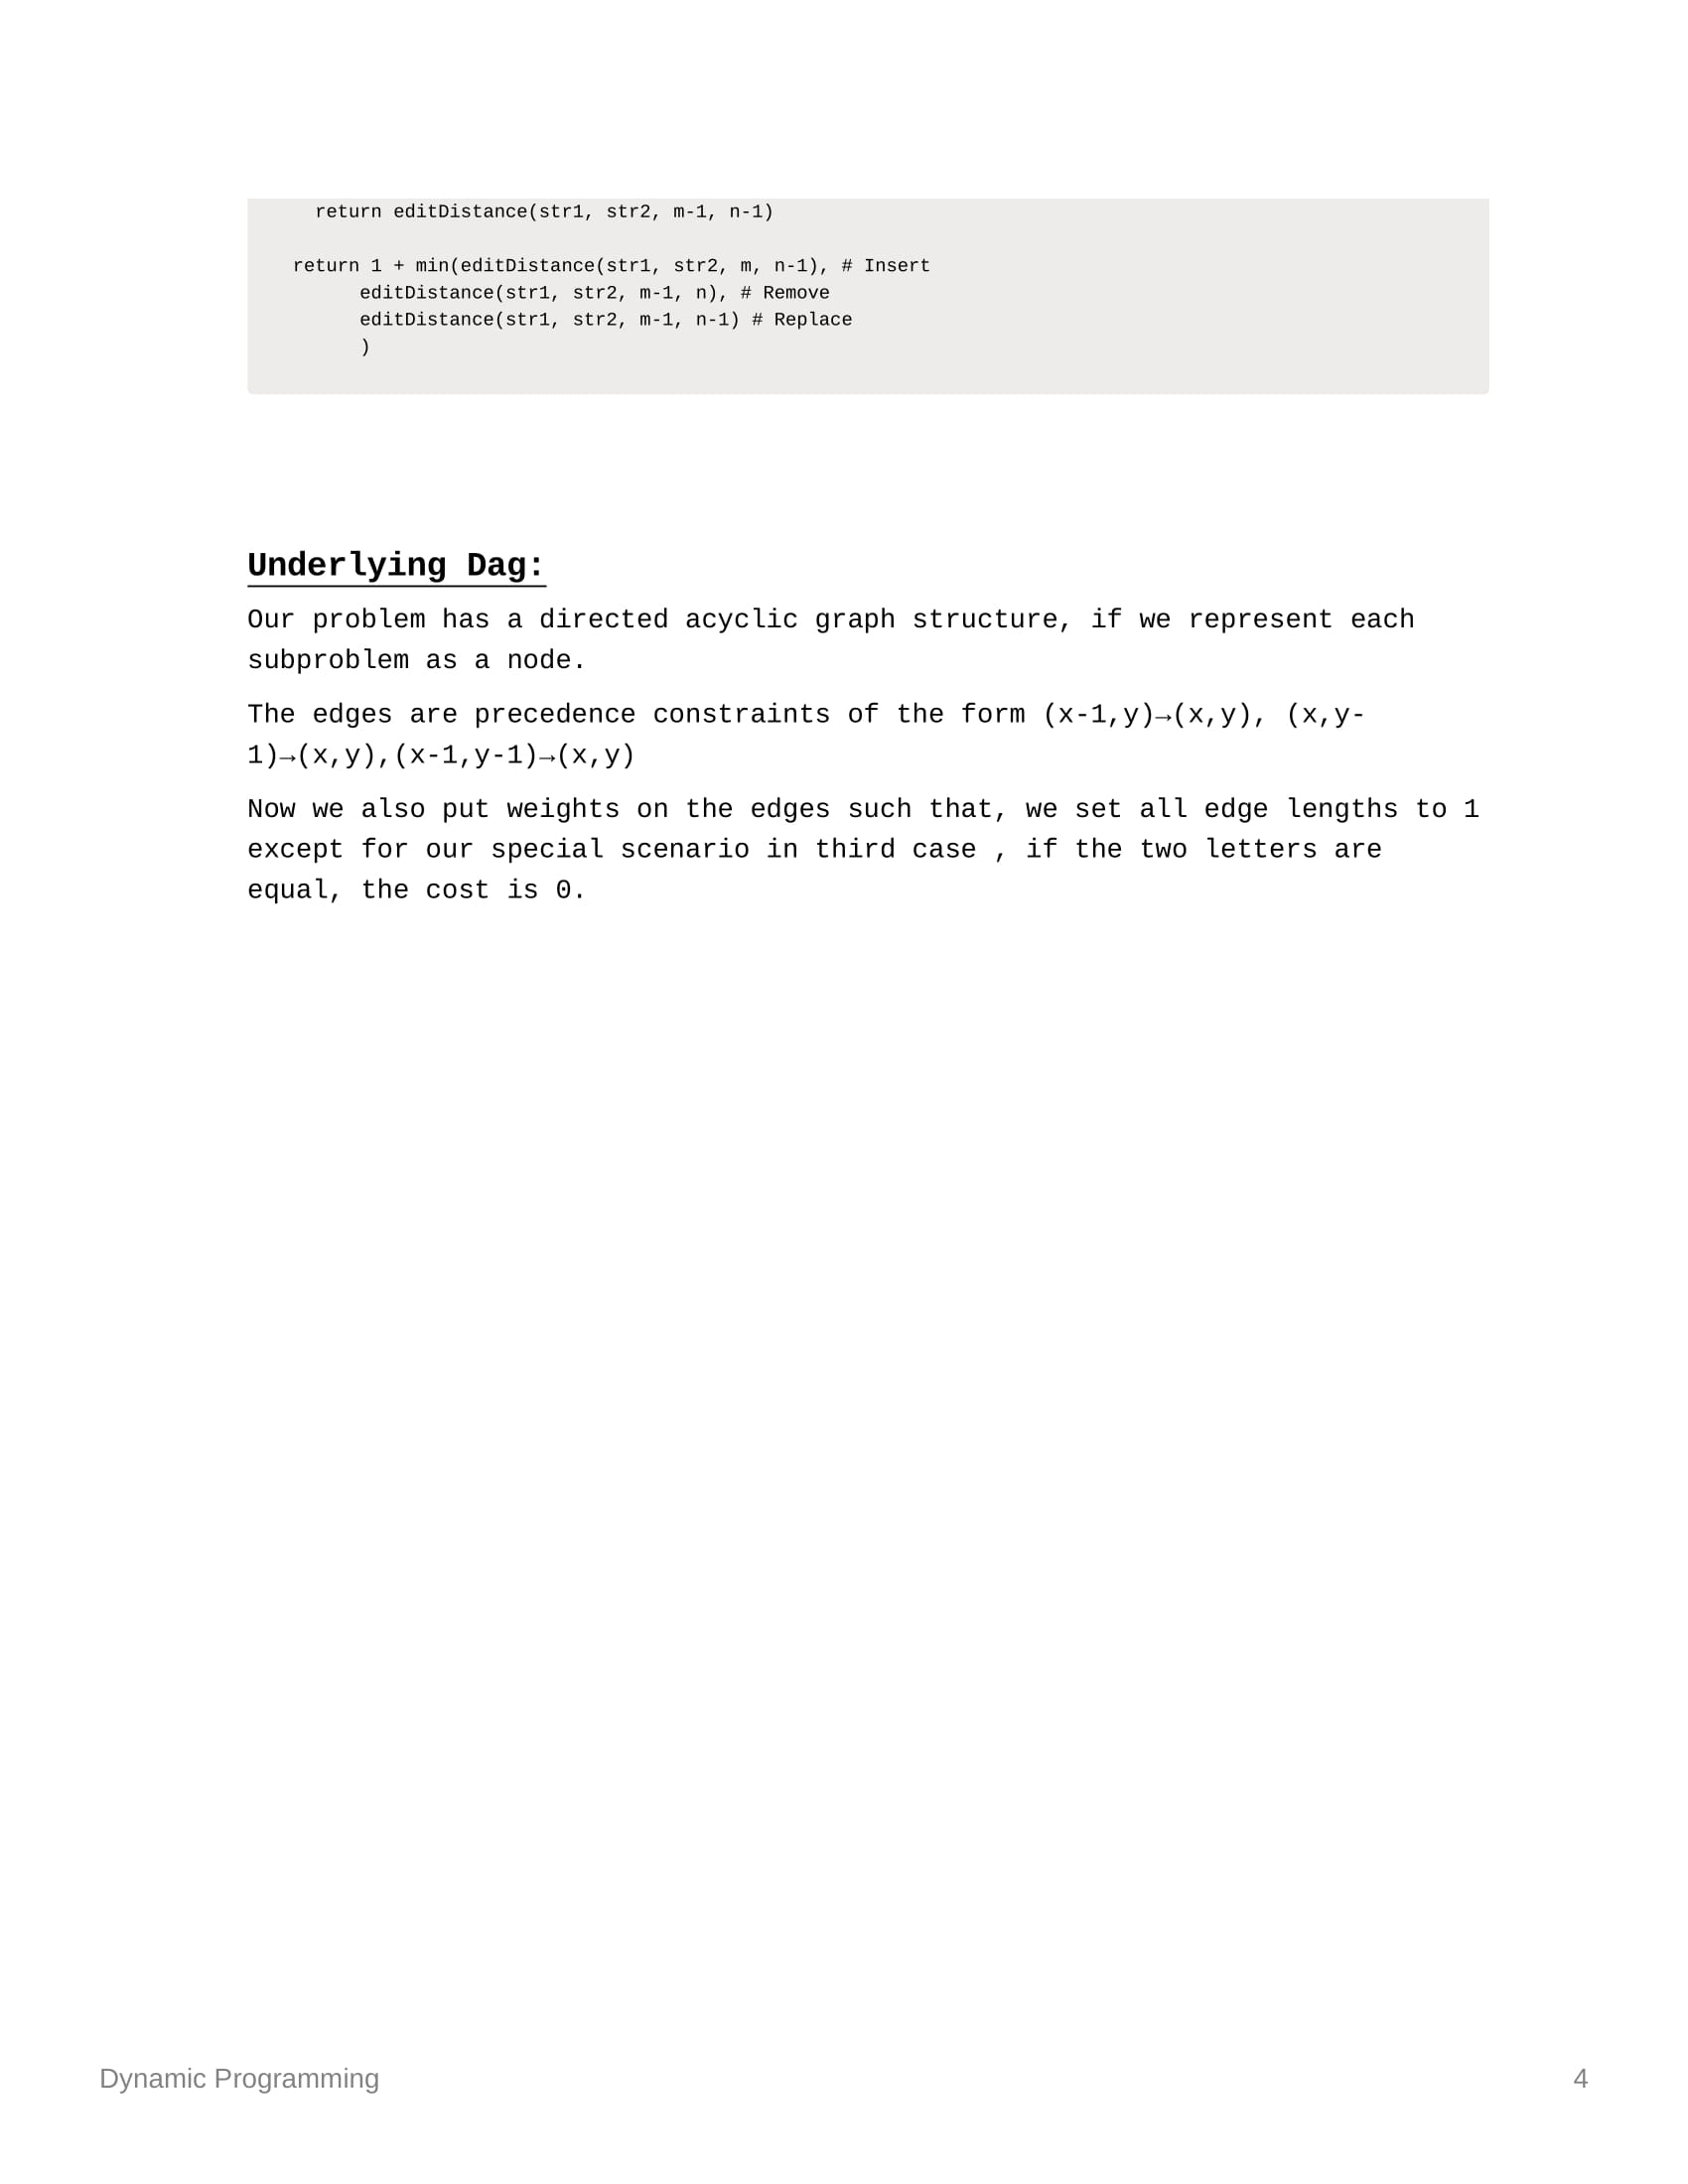 return editDistance(str1, str2, m-1, n-1)
return 1 + min(editDistance(str1, str2, m, n-1), # Insert
editDistance(str1, str2, m-1, n), # Remove
editDistance(str1, str2, m-1, n-1) # Replace
)
Underlying Dag:
Our problem has a directed acyclic graph structure, if we represent each
subproblem as a node.
The edges are precedence constraints of the form (x-1,y)→(x,y), (x,y-
1)→(x,y),(x-1,y-1)→(x,y)
Now we also put weights on the edges such that, we set all edge lengths to 1
except for our special scenario in third case , if the two letters are
equal, the cost is 0.
Dynamic Programming
4